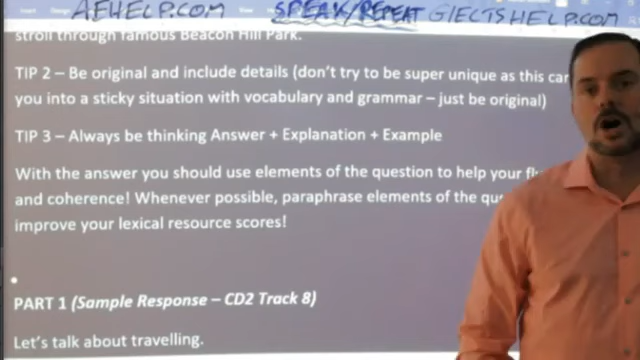 AEHELP.COM SPEAK/REPEAT GIELTSHELP.COM
stroll through famous Beacon Hill Park.
TIP 2 – Be original and include details (don't try to be super unique as this can
you into a sticky situation with vocabulary and grammar – just be original)
TIP 3 – Always be thinking Answer + Explanation + Example
With the answer you should use elements of the question to help your
and coherence! Whenever possible, paraphrase elements of the
improve your lexical resource scores!
PART 1 (Sample Response – CD2 Track 8)
Let's talk about travelling.